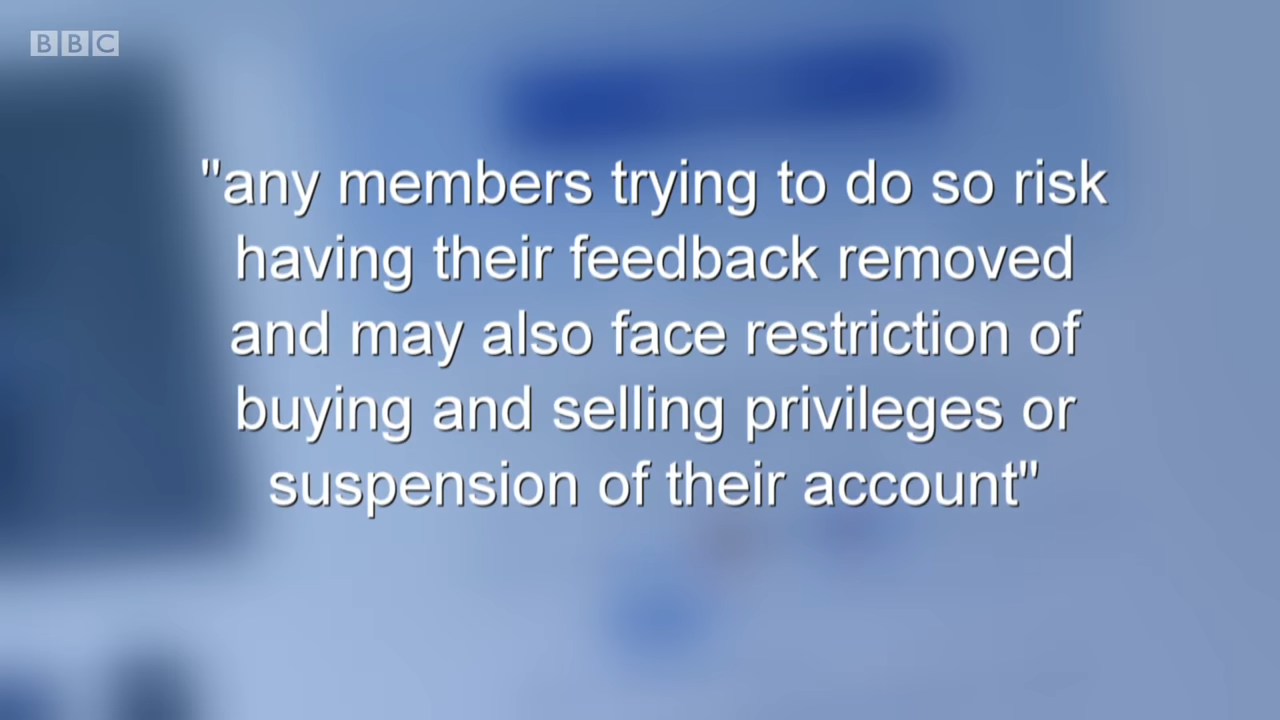 BBC
"any members trying to do so risk
having their feedback removed
and may also face restriction of
buying and selling privileges or
suspension of their account"